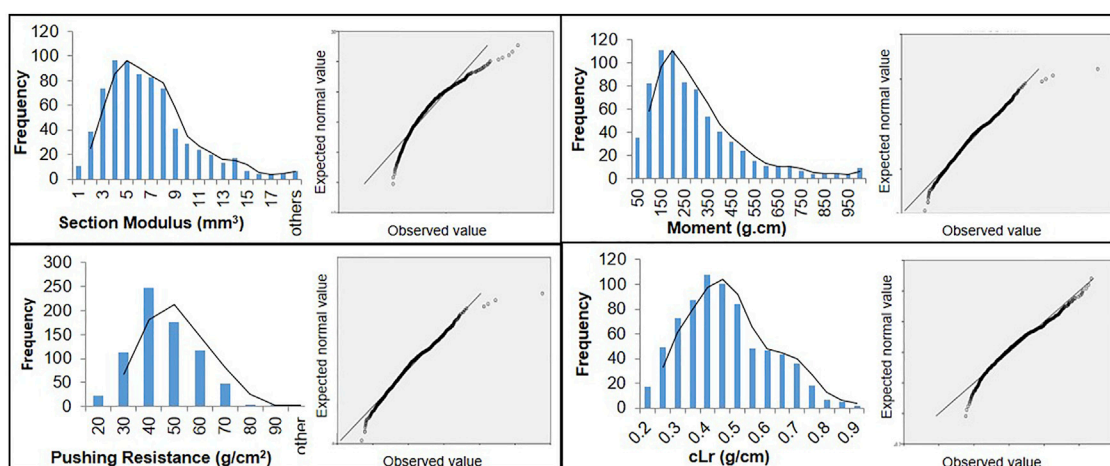 120
100
80
60
40
20
0
Frequency
1 3 5 7 9 11 13 15 17 others
Section Modulus (mm³)
Expected normal value
Observed value
120
100
80
60
40
20
0
Frequency
50 150 250 350 450 550 650 750 850 950
Moment (g.cm)
Expected normal value
Observed value
300
250
200
150
100
50
0
Frequency
20 30 40 50 60 70 80 90 other
Pushing Resistance (g/cm²)
Expected normal value
Observed value
120
100
80
60
40
20
0
Frequency
0.2 0.3 0.4 0.5 0.6 0.7 0.8 0.9
cLr (g/cm)
Expected normal value
Observed value